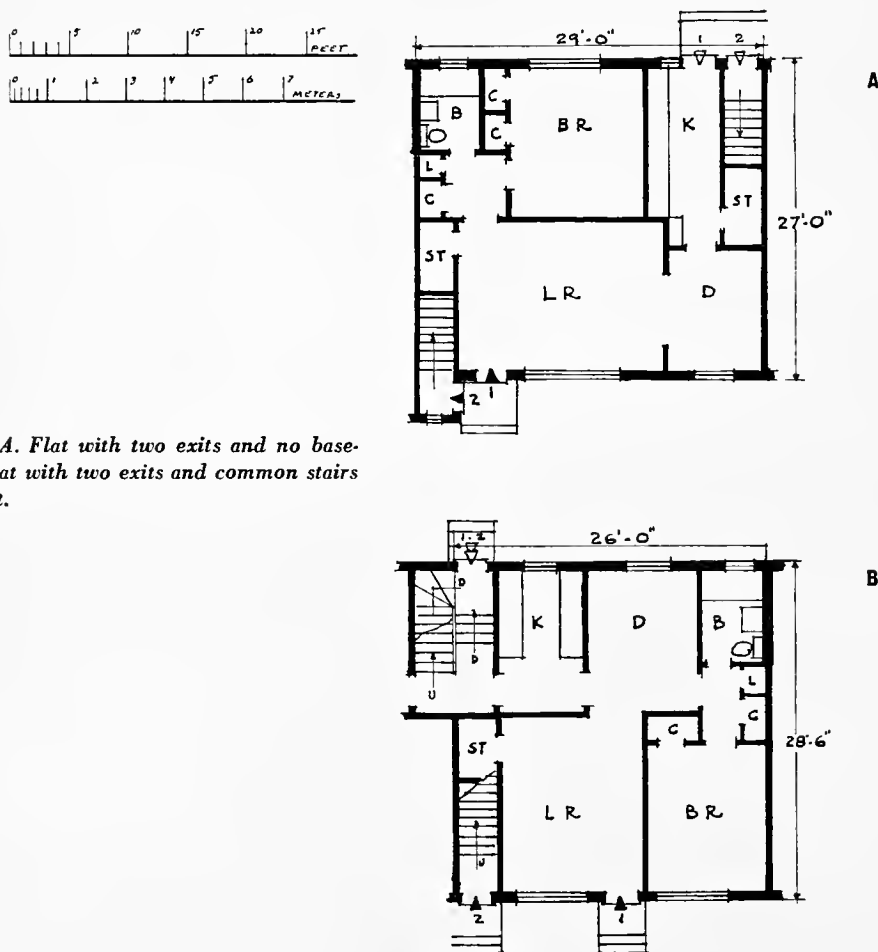 0 5 10 15 20 25
FEET
0 1 2 3 4 5 6 7
METERS
29'-0"
1 2
A
C
B
BR
K
C
L
C
ST
ST
27'-0"
LR
D
1
2
A. Flat with two exits and no base-
at with two exits and common stairs
1-2
26'-0"
B
D
K
D
B
D
U
L
C
C
28'-6"
ST
LR
BR
U
2
1